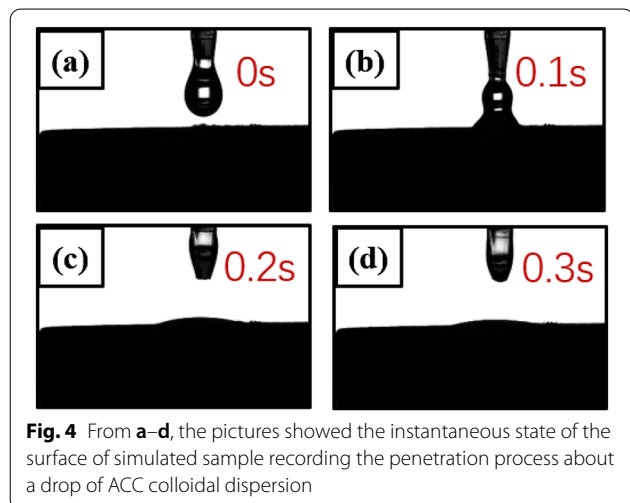 (a) 0s
(b) 0.1s
(c) 0.2s
(d) 0.3s
Fig. 4 From a–d, the pictures showed the instantaneous state of the
surface of simulated sample recording the penetration process about
a drop of ACC colloidal dispersion